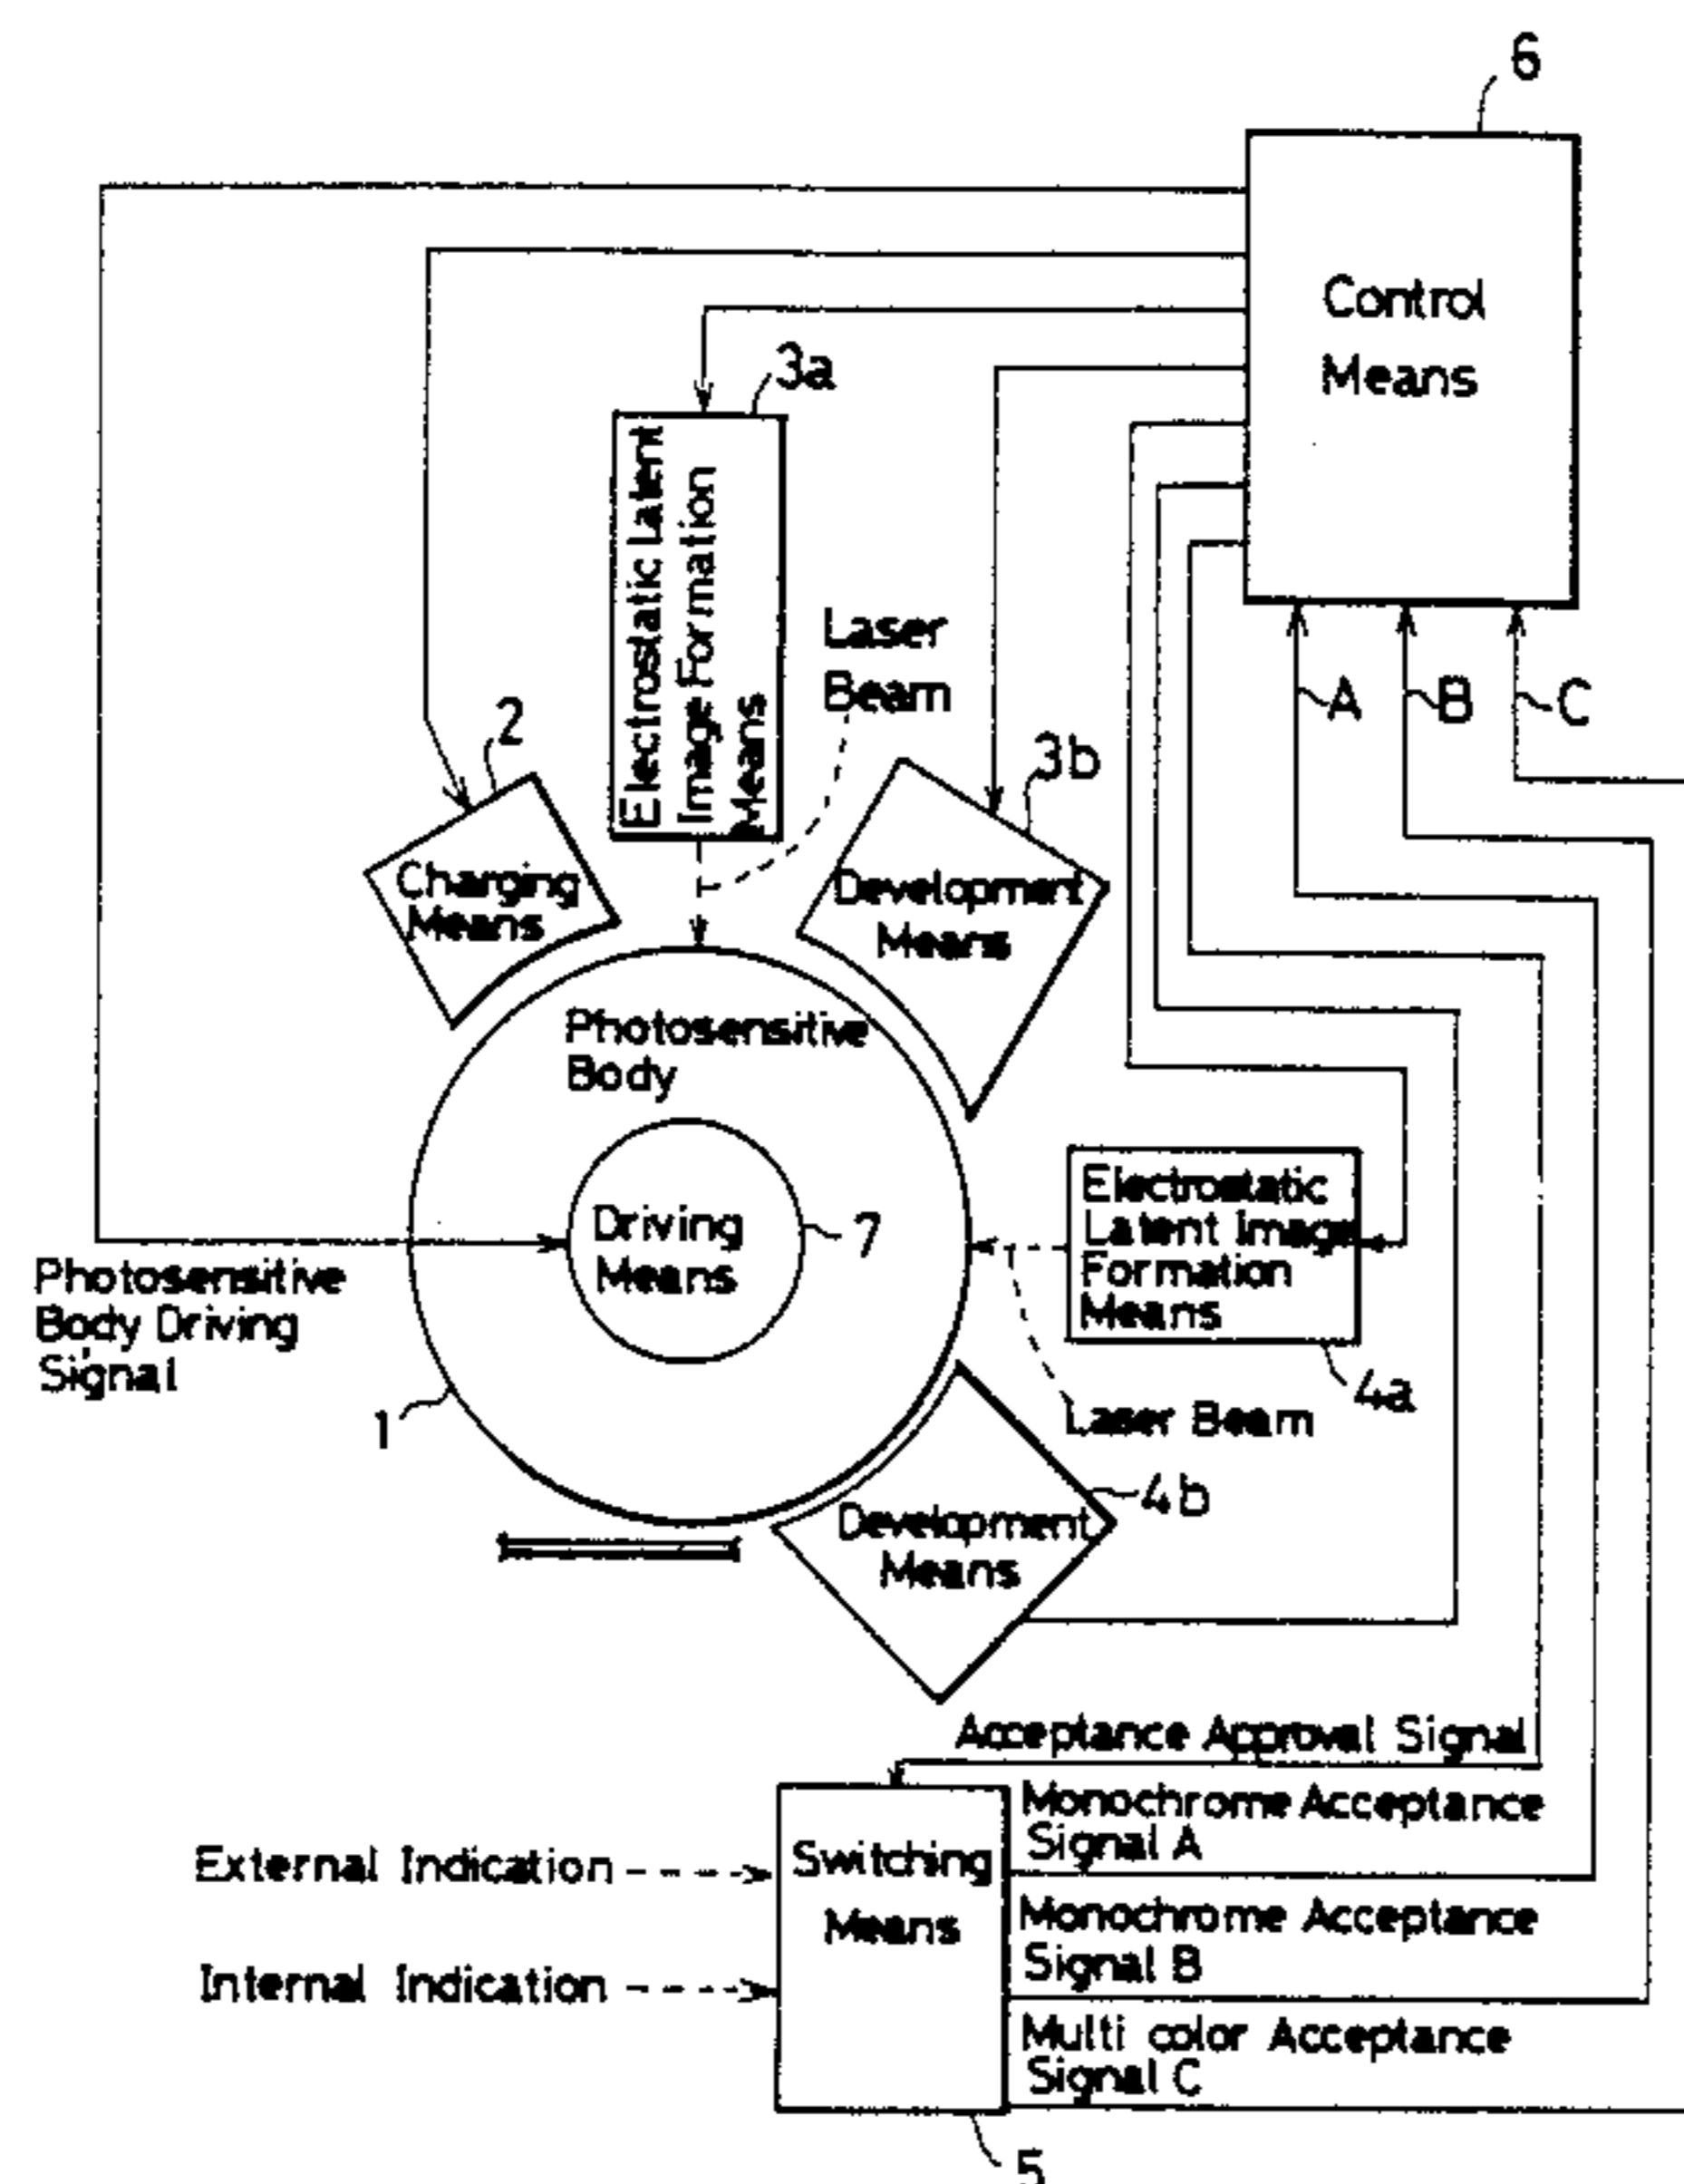 6
Control
Means
3a
Electrostatic Latent
Image Formation
Means
Laser
Beam
A
B
C
2
3b
Charging
Means
Development
Means
Photosensitive
Body
Driving
Means
7
Electrostatic
Latent Image
Formation
Means
Photosensitive
Body Driving
Signal
4a
1
Laser Beam
4b
Development
Means
Acceptance Approval Signal
Monochrome Acceptance
Signal A
External Indication
Switching
Means
Monochrome Acceptance
Signal B
Internal Indication
Multi color Acceptance
Signal C
5